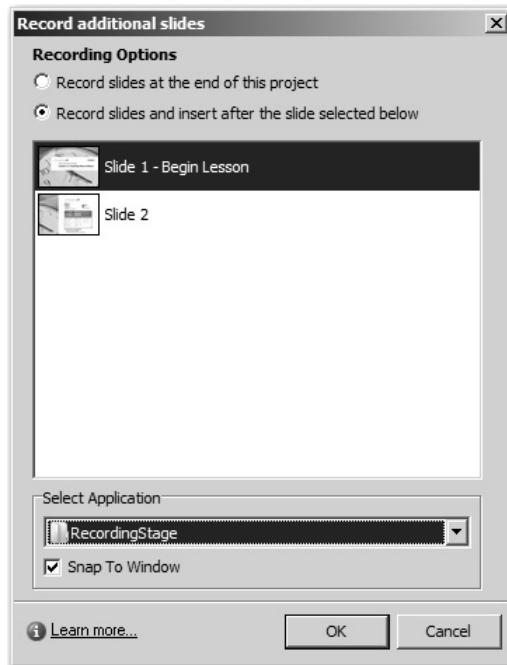 Record additional slides
Recording Options
Record slides at the end of this project
Record slides and insert after the slide selected below
Slide 1 - Begin Lesson
Slide 2
Select Application
RecordingStage
Snap To Window
Learn more...
OK
Cancel